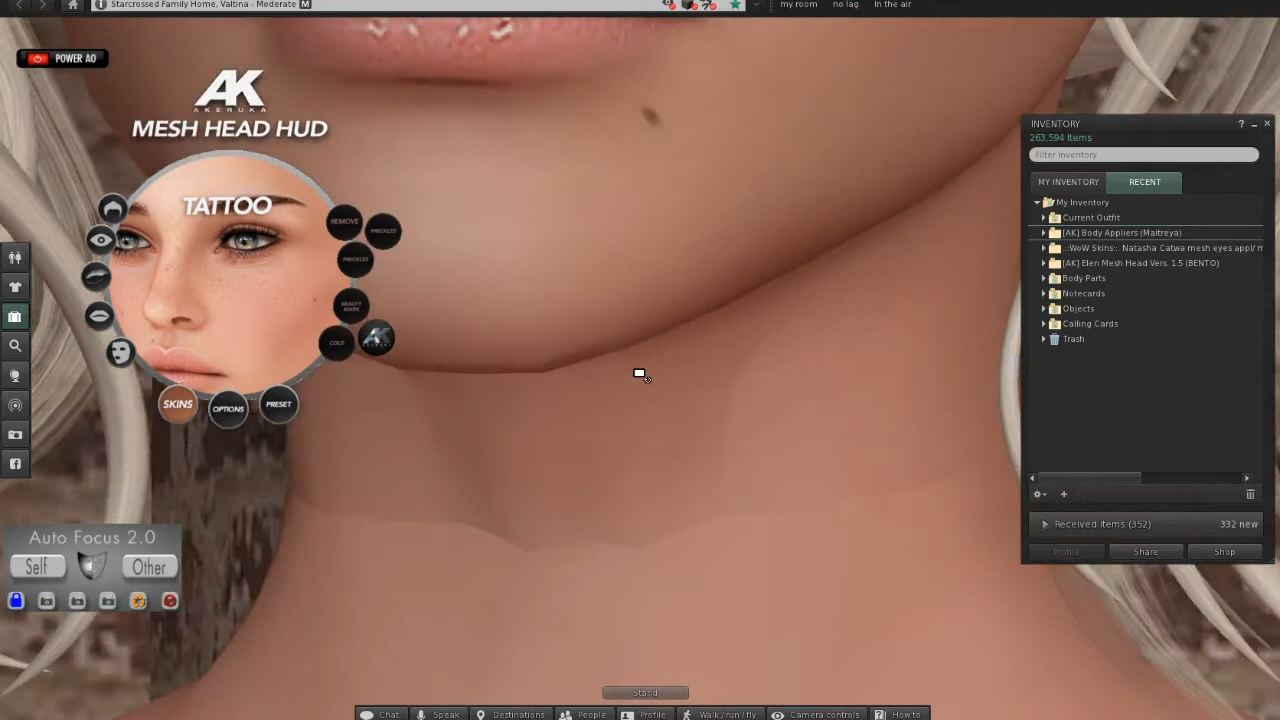 Starcrossed Family Home, Valtina - Moderate M
my room
no lag
In the air
POWER AO
AK
AKERUKA
MESH HEAD HUD
TATTOO
REMOVE
FRECKLES
FRECKLES
BEAUTY
MARK
COLD
SKINS
OPTIONS
PRESET
INVENTORY
? _ ×
263,594 Items
Filter Inventory
MY INVENTORY
RECENT
My Inventory
Current Outfit
[AK] Body Appliers (Maitreya)
.::WoW Skins::. Natasha Catwa mesh eyes appl/ m
[AK] Elen Mesh Head Vers. 1.5 (BENTO)
Body Parts
Notecards
Objects
Calling Cards
Trash
Received Items (352)
332 new
Profile
Share
Shop
Auto Focus 2.0
Self
Other
Stand
Chat
Speak
Destinations
People
Profile
Walk / run / fly
Camera controls
How to